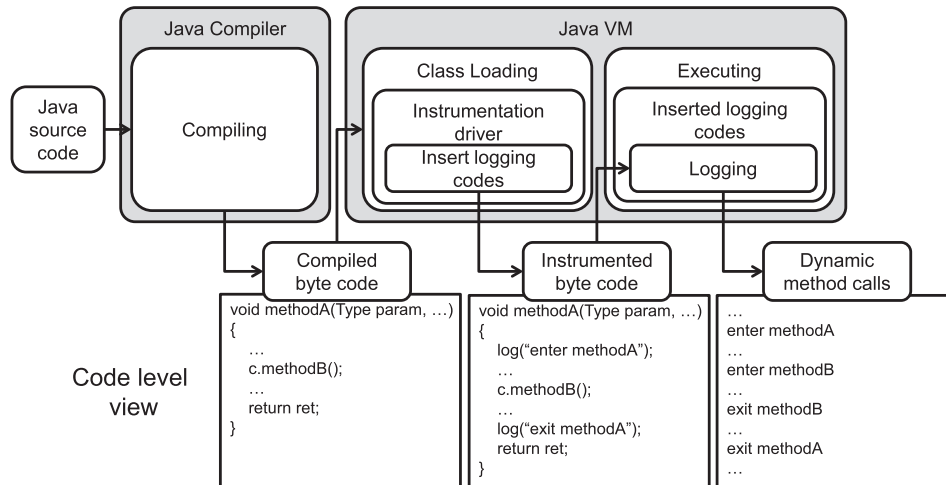 Java Compiler
Java VM
Java
source
code
Compiling
Class Loading
Instrumentation
driver
Insert logging
codes
Executing
Inserted logging
codes
Logging
Compiled
byte code
Instrumented
byte code
Dynamic
method calls
Code level
view
void methodA(Type param, …)
{
…
c.methodB();
…
return ret;
}
void methodA(Type param, …)
{
log(“enter methodA”);
…
c.methodB();
…
log(“exit methodA”);
return ret;
}
…
enter methodA
…
enter methodB
…
exit methodB
…
exit methodA
…